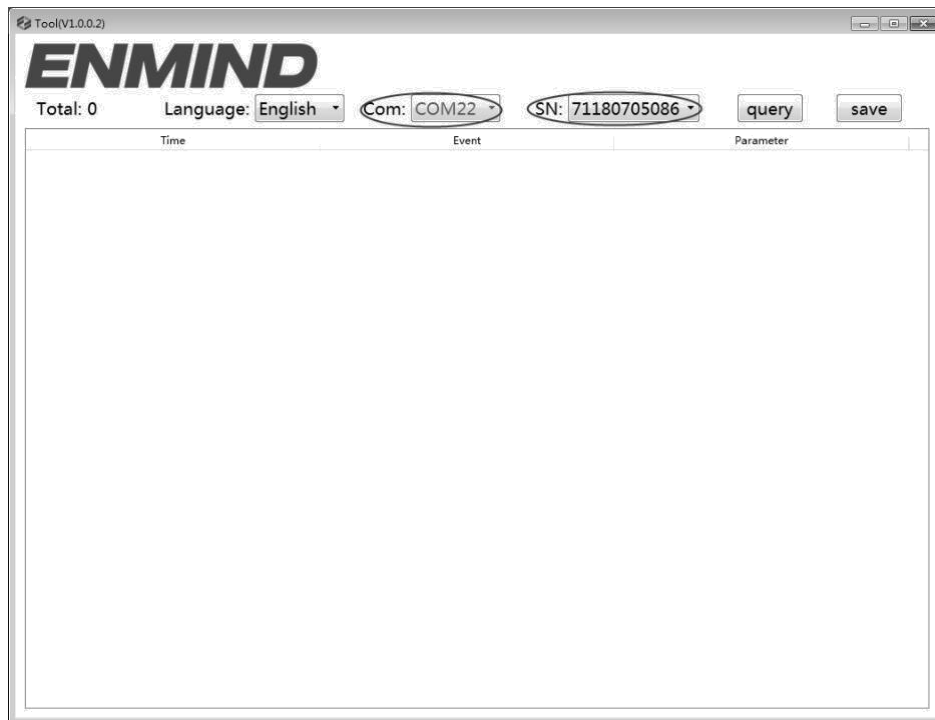 Tool(V1.0.0.2)
ENMIND
Total: 0 Language: English Com: COM22 SN: 71180705086 query save
Time Event Parameter